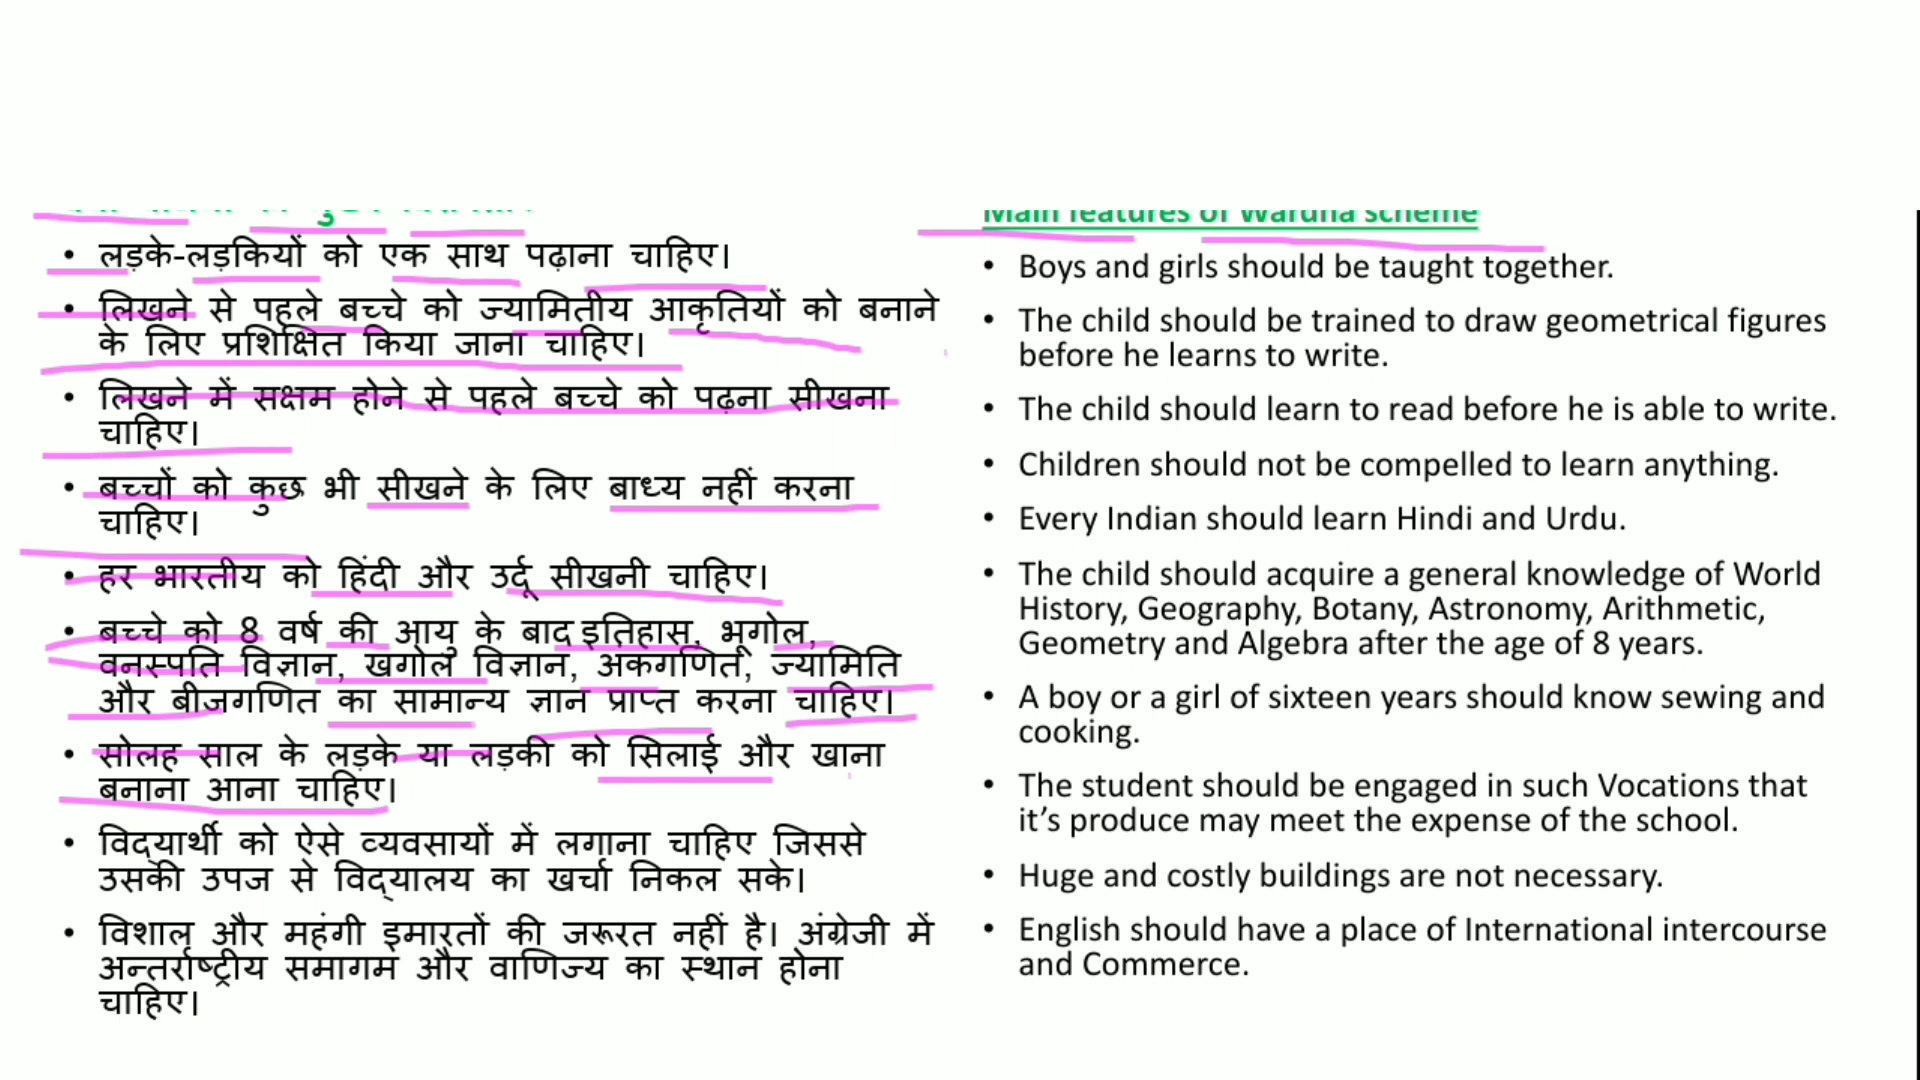 • लड़के-लड़कियों को एक साथ पढ़ाना चाहिए।
• लिखने से पहले बच्चे को ज्यामितीय आकृतियों को बनाने
के लिए प्रशिक्षित किया जाना चाहिए।
• लिखने में सक्षम होने से पहले बच्चे को पढ़ना सीखना
चाहिए।
• बच्चों को कुछ भी सीखने के लिए बाध्य नहीं करना
चाहिए।
• हर भारतीय को हिंदी और उर्दू सीखनी चाहिए।
• बच्चे को 8 वर्ष की आयु के बाद इतिहास, भूगोल,
वनस्पति विज्ञान, खगोल विज्ञान, अंकगणित, ज्यामिति
और बीजगणित का सामान्य ज्ञान प्राप्त करना चाहिए।
• सोलह साल के लड़के या लड़की को सिलाई और खाना
बनाना आना चाहिए।
• विद्यार्थी को ऐसे व्यवसायों में लगाना चाहिए जिससे
उसकी उपज से विद्यालय का खर्चा निकल सके।
• विशाल और महंगी इमारतों की जरूरत नहीं है। अंग्रेजी में
अन्तर्राष्ट्रीय समागम और वाणिज्य का स्थान होना
चाहिए।
Main features of Wardha scheme
• Boys and girls should be taught together.
• The child should be trained to draw geometrical figures
before he learns to write.
• The child should learn to read before he is able to write.
• Children should not be compelled to learn anything.
• Every Indian should learn Hindi and Urdu.
• The child should acquire a general knowledge of World
History, Geography, Botany, Astronomy, Arithmetic,
Geometry and Algebra after the age of 8 years.
• A boy or a girl of sixteen years should know sewing and
cooking.
• The student should be engaged in such Vocations that
it’s produce may meet the expense of the school.
• Huge and costly buildings are not necessary.
• English should have a place of International intercourse
and Commerce.